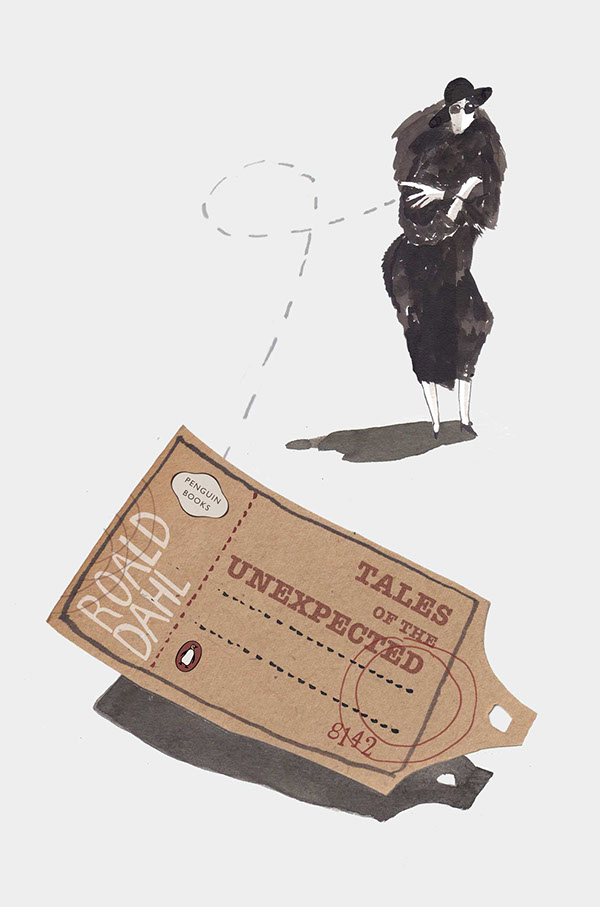 PENGUIN
BOOKS
ROALD
DAHL
TALES
OF THE
UNEXPECTED
8142